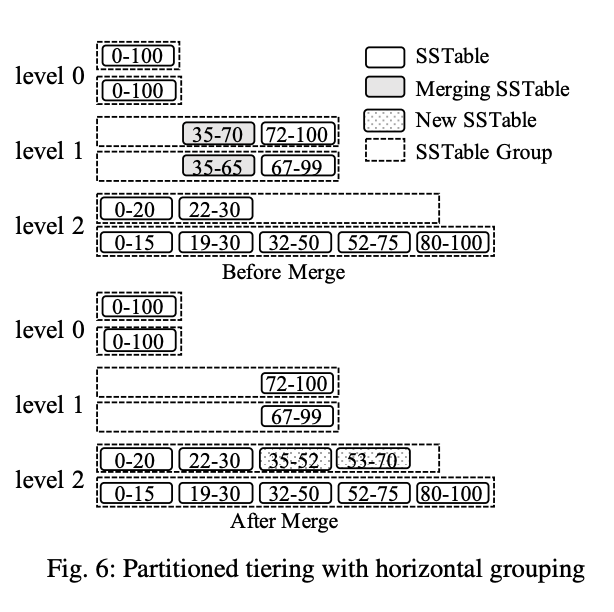 level 0
0-100
0-100
SSTable
Merging SSTable
New SSTable
SSTable Group
level 1
35-70 72-100
35-65 67-99
level 2
0-20 22-30
0-15 19-30 32-50 52-75 80-100
Before Merge
level 0
0-100
0-100
level 1
72-100
67-99
level 2
0-20 22-30 35-52 53-70
0-15 19-30 32-50 52-75 80-100
After Merge
Fig. 6: Partitioned tiering with horizontal grouping